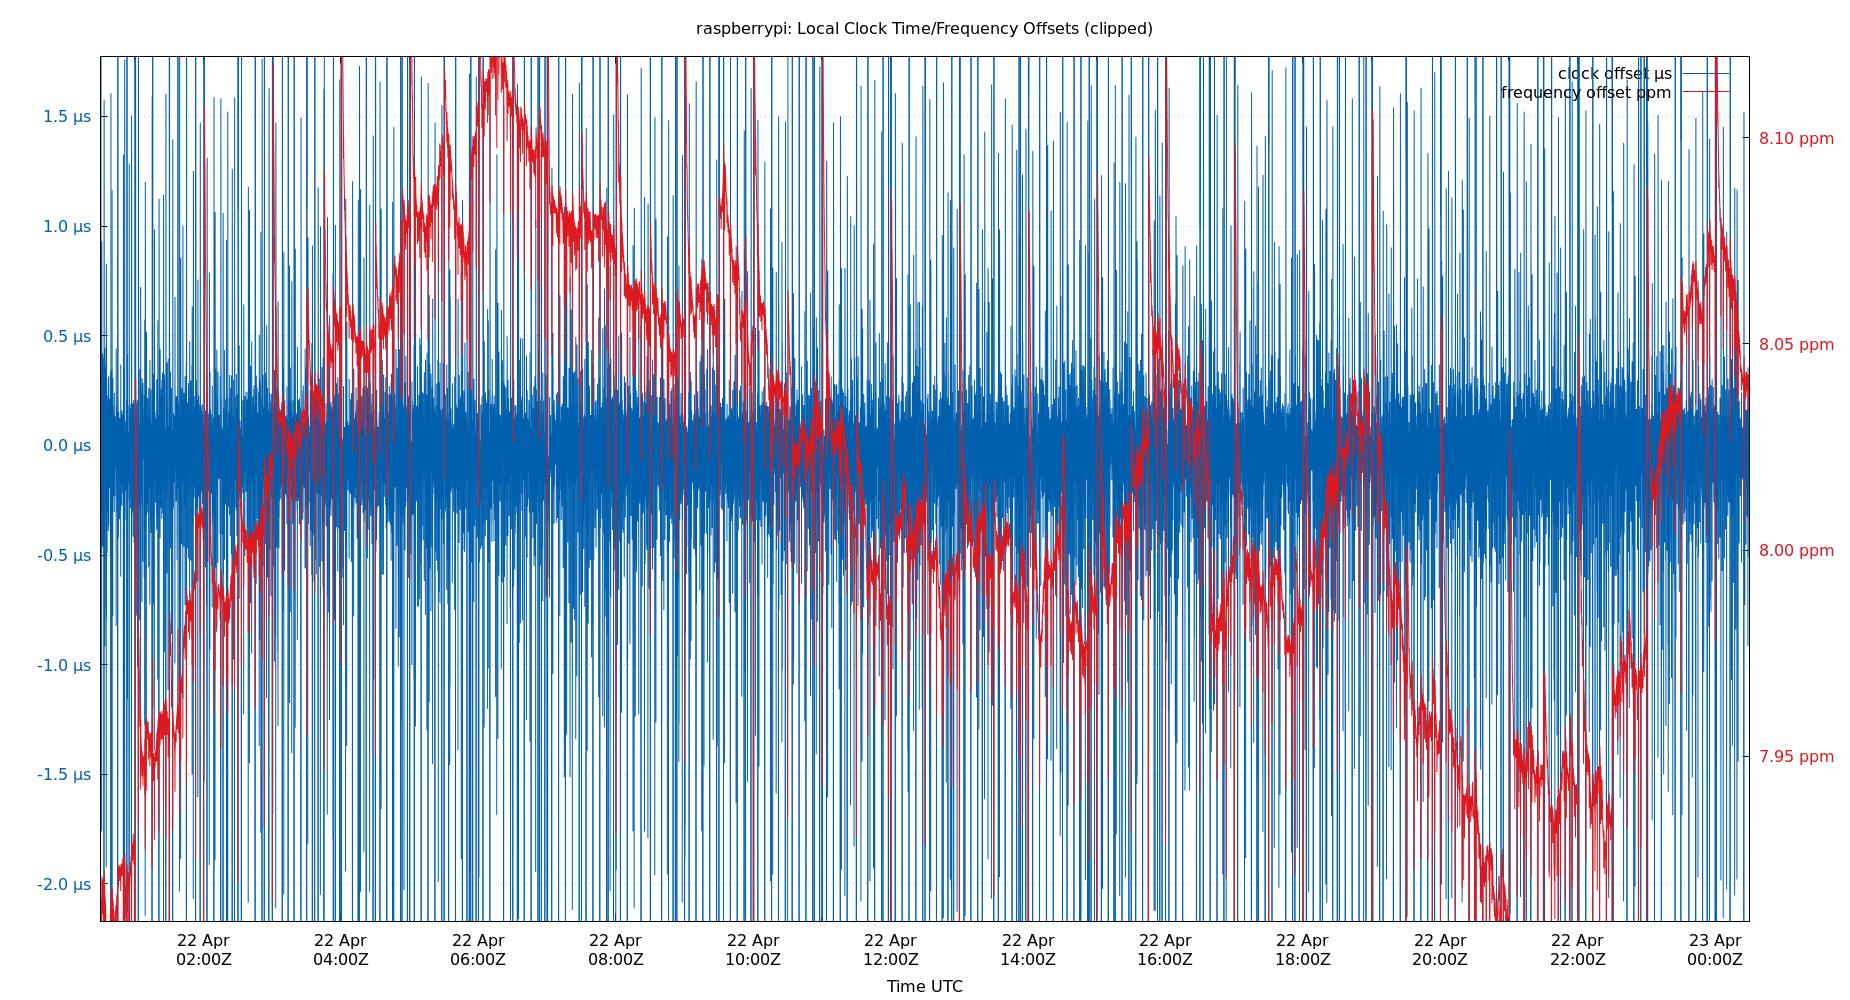 raspberrypi: Local Clock Time/Frequency Offsets (clipped)
clock offset µs
frequency offset ppm
1.5 µs
1.0 µs
0.5 µs
0.0 µs
-0.5 µs
-1.0 µs
-1.5 µs
-2.0 µs
8.10 ppm
8.05 ppm
8.00 ppm
7.95 ppm
22 Apr 22 Apr 22 Apr 22 Apr 22 Apr 22 Apr 22 Apr 22 Apr 22 Apr 22 Apr 22 Apr 23 Apr
02:00Z 04:00Z 06:00Z 08:00Z 10:00Z 12:00Z 14:00Z 16:00Z 18:00Z 20:00Z 22:00Z 00:00Z
Time UTC